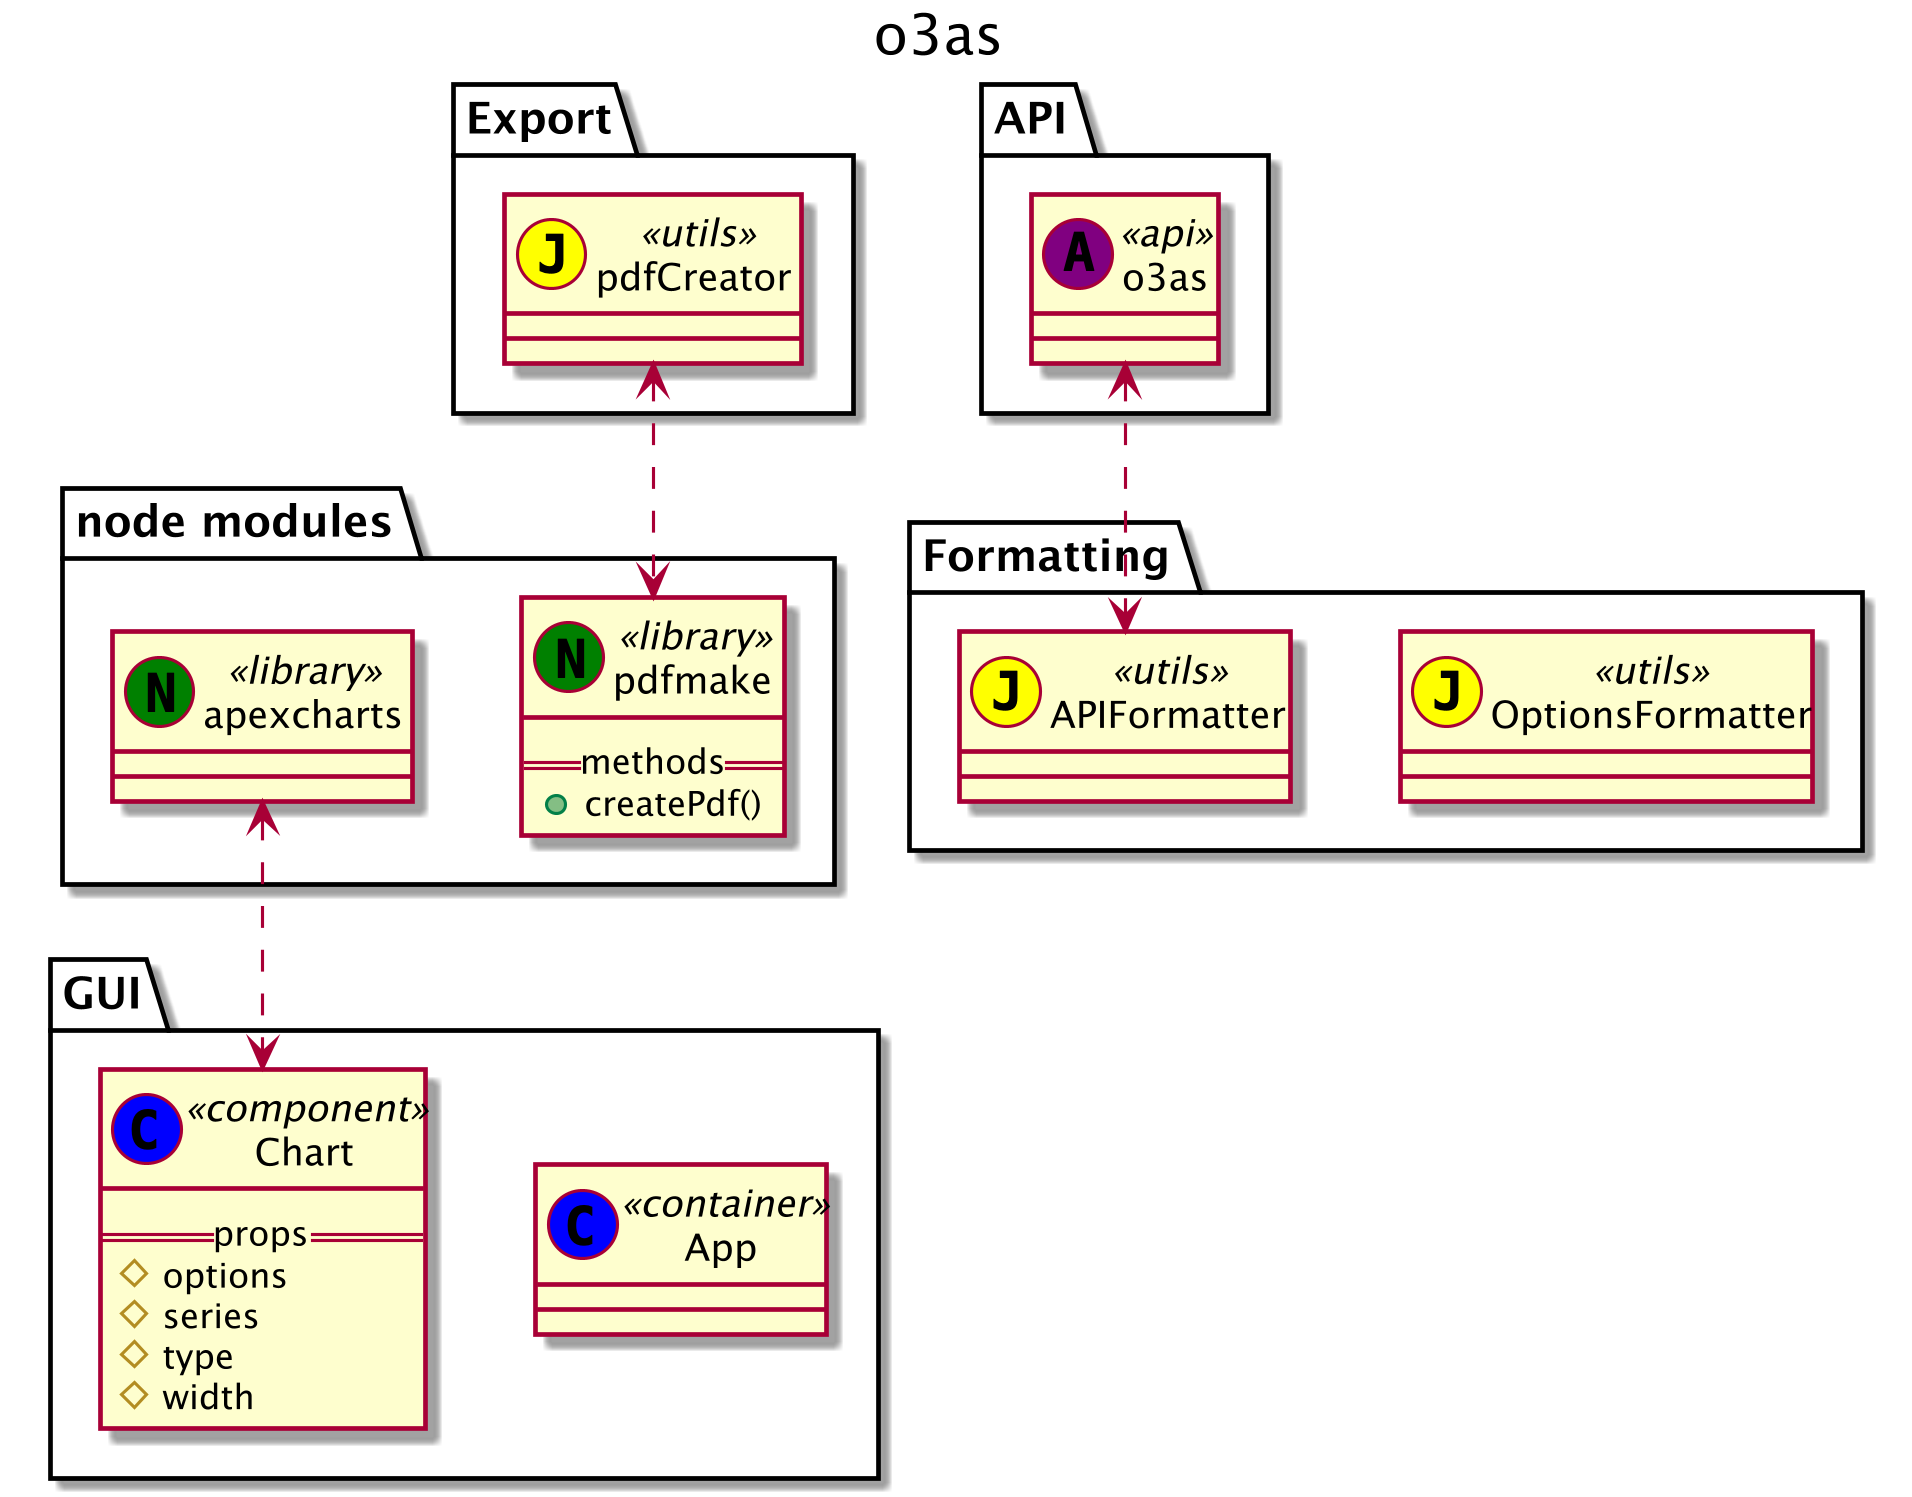 o3as
Export
J «utils»
pdfCreator
API
A «api»
o3as
node modules
N «library»
apexcharts
N «library»
pdfmake
methods
createPdf()
Formatting
J «utils»
APIFormatter
J «utils»
OptionsFormatter
GUI
C «component»
Chart
props
options
series
type
width
C «container»
App